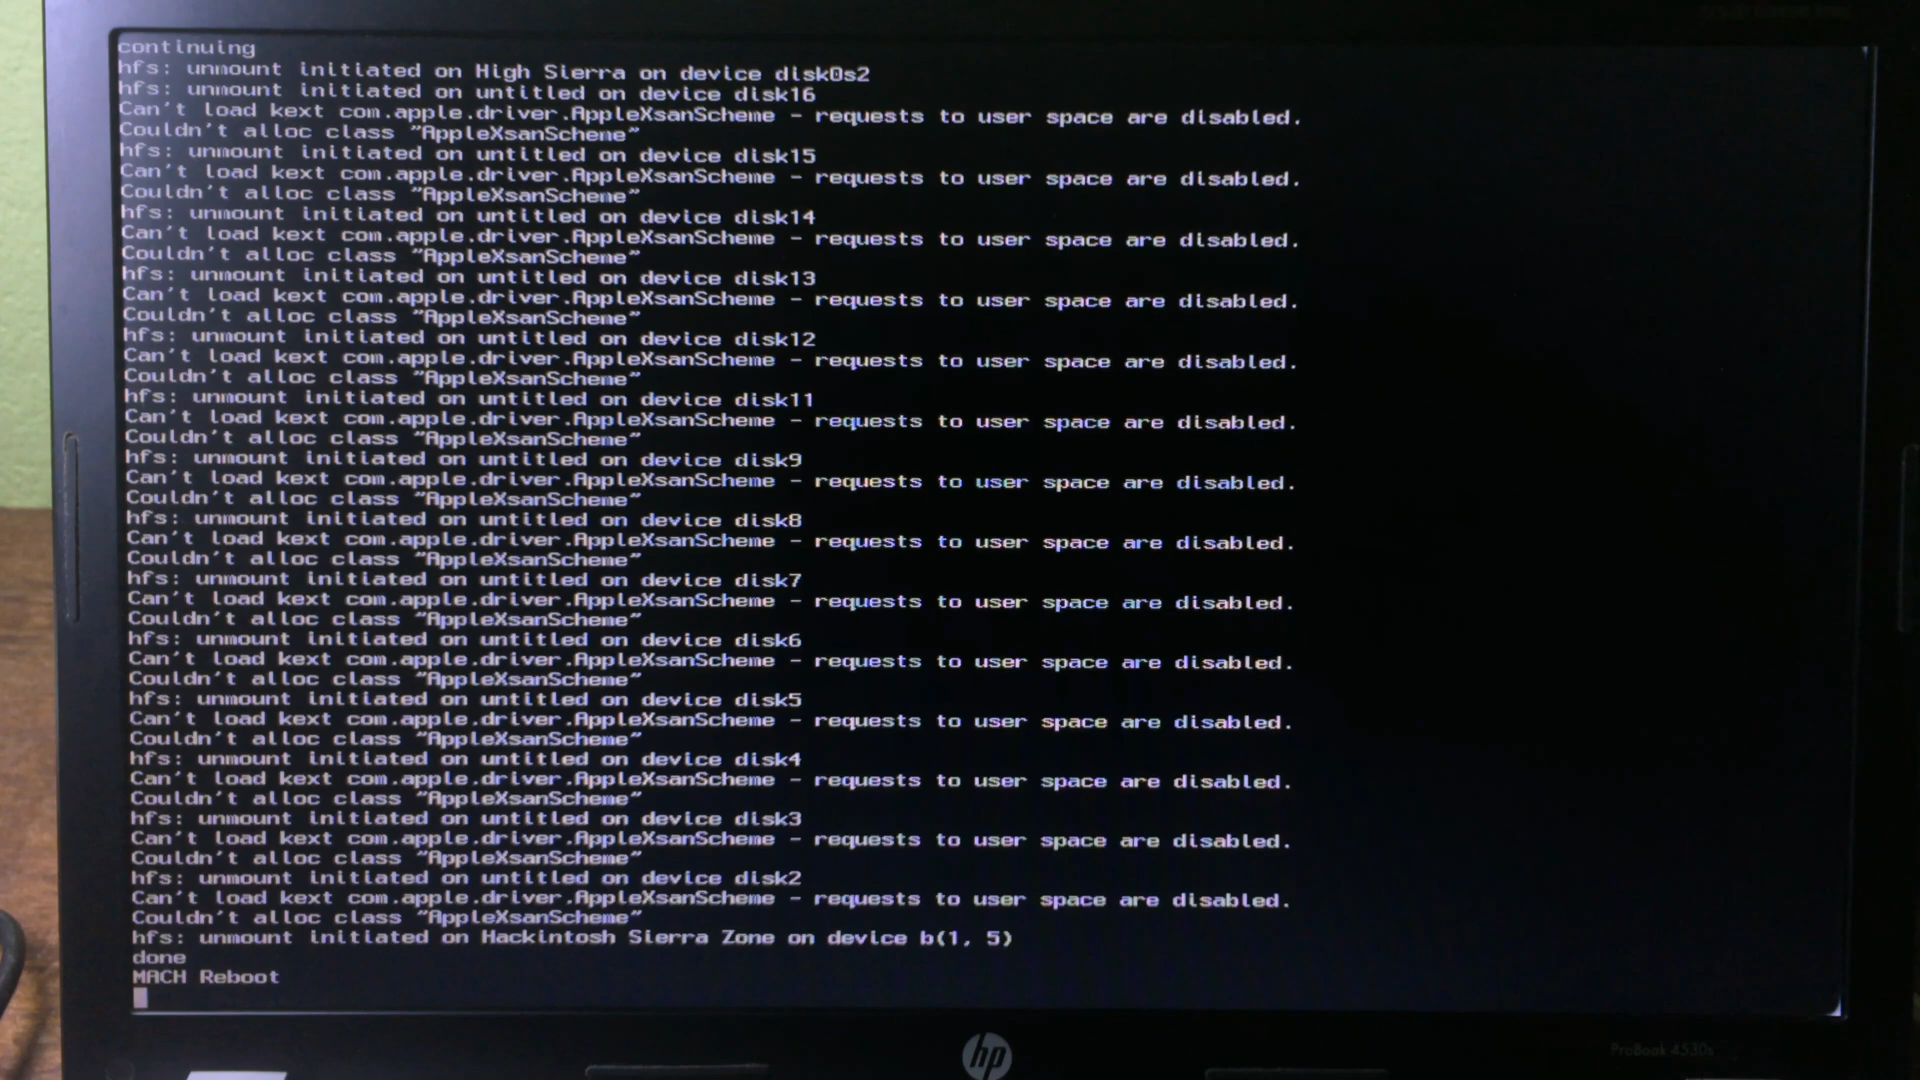 continuing
hfs: unmount initiated on High Sierra on device disk0s2
hfs: unmount initiated on untitled on device disk16
Can't load kext com.apple.driver.AppleXsanScheme - requests to user space are disabled.
Couldn't alloc class "AppleXsanScheme"
hfs: unmount initiated on untitled on device disk15
Can't load kext com.apple.driver.AppleXsanScheme - requests to user space are disabled.
Couldn't alloc class "AppleXsanScheme"
hfs: unmount initiated on untitled on device disk14
Can't load kext com.apple.driver.AppleXsanScheme - requests to user space are disabled.
Couldn't alloc class "AppleXsanScheme"
hfs: unmount initiated on untitled on device disk13
Can't load kext com.apple.driver.AppleXsanScheme - requests to user space are disabled.
Couldn't alloc class "AppleXsanScheme"
hfs: unmount initiated on untitled on device disk12
Can't load kext com.apple.driver.AppleXsanScheme - requests to user space are disabled.
Couldn't alloc class "AppleXsanScheme"
hfs: unmount initiated on untitled on device disk11
Can't load kext com.apple.driver.AppleXsanScheme - requests to user space are disabled.
Couldn't alloc class "AppleXsanScheme"
hfs: unmount initiated on untitled on device disk9
Can't load kext com.apple.driver.AppleXsanScheme - requests to user space are disabled.
Couldn't alloc class "AppleXsanScheme"
hfs: unmount initiated on untitled on device disk8
Can't load kext com.apple.driver.AppleXsanScheme - requests to user space are disabled.
Couldn't alloc class "AppleXsanScheme"
hfs: unmount initiated on untitled on device disk7
Can't load kext com.apple.driver.AppleXsanScheme - requests to user space are disabled.
Couldn't alloc class "AppleXsanScheme"
hfs: unmount initiated on untitled on device disk6
Can't load kext com.apple.driver.AppleXsanScheme - requests to user space are disabled.
Couldn't alloc class "AppleXsanScheme"
hfs: unmount initiated on untitled on device disk5
Can't load kext com.apple.driver.AppleXsanScheme - requests to user space are disabled.
Couldn't alloc class "AppleXsanScheme"
hfs: unmount initiated on untitled on device disk4
Can't load kext com.apple.driver.AppleXsanScheme - requests to user space are disabled.
Couldn't alloc class "AppleXsanScheme"
hfs: unmount initiated on untitled on device disk3
Can't load kext com.apple.driver.AppleXsanScheme - requests to user space are disabled.
Couldn't alloc class "AppleXsanScheme"
hfs: unmount initiated on untitled on device disk2
Can't load kext com.apple.driver.AppleXsanScheme - requests to user space are disabled.
Couldn't alloc class "AppleXsanScheme"
hfs: unmount initiated on Hackintosh Sierra Zone on device b(1, 5)
done
MACH Reboot
hp
ProBook 4530s